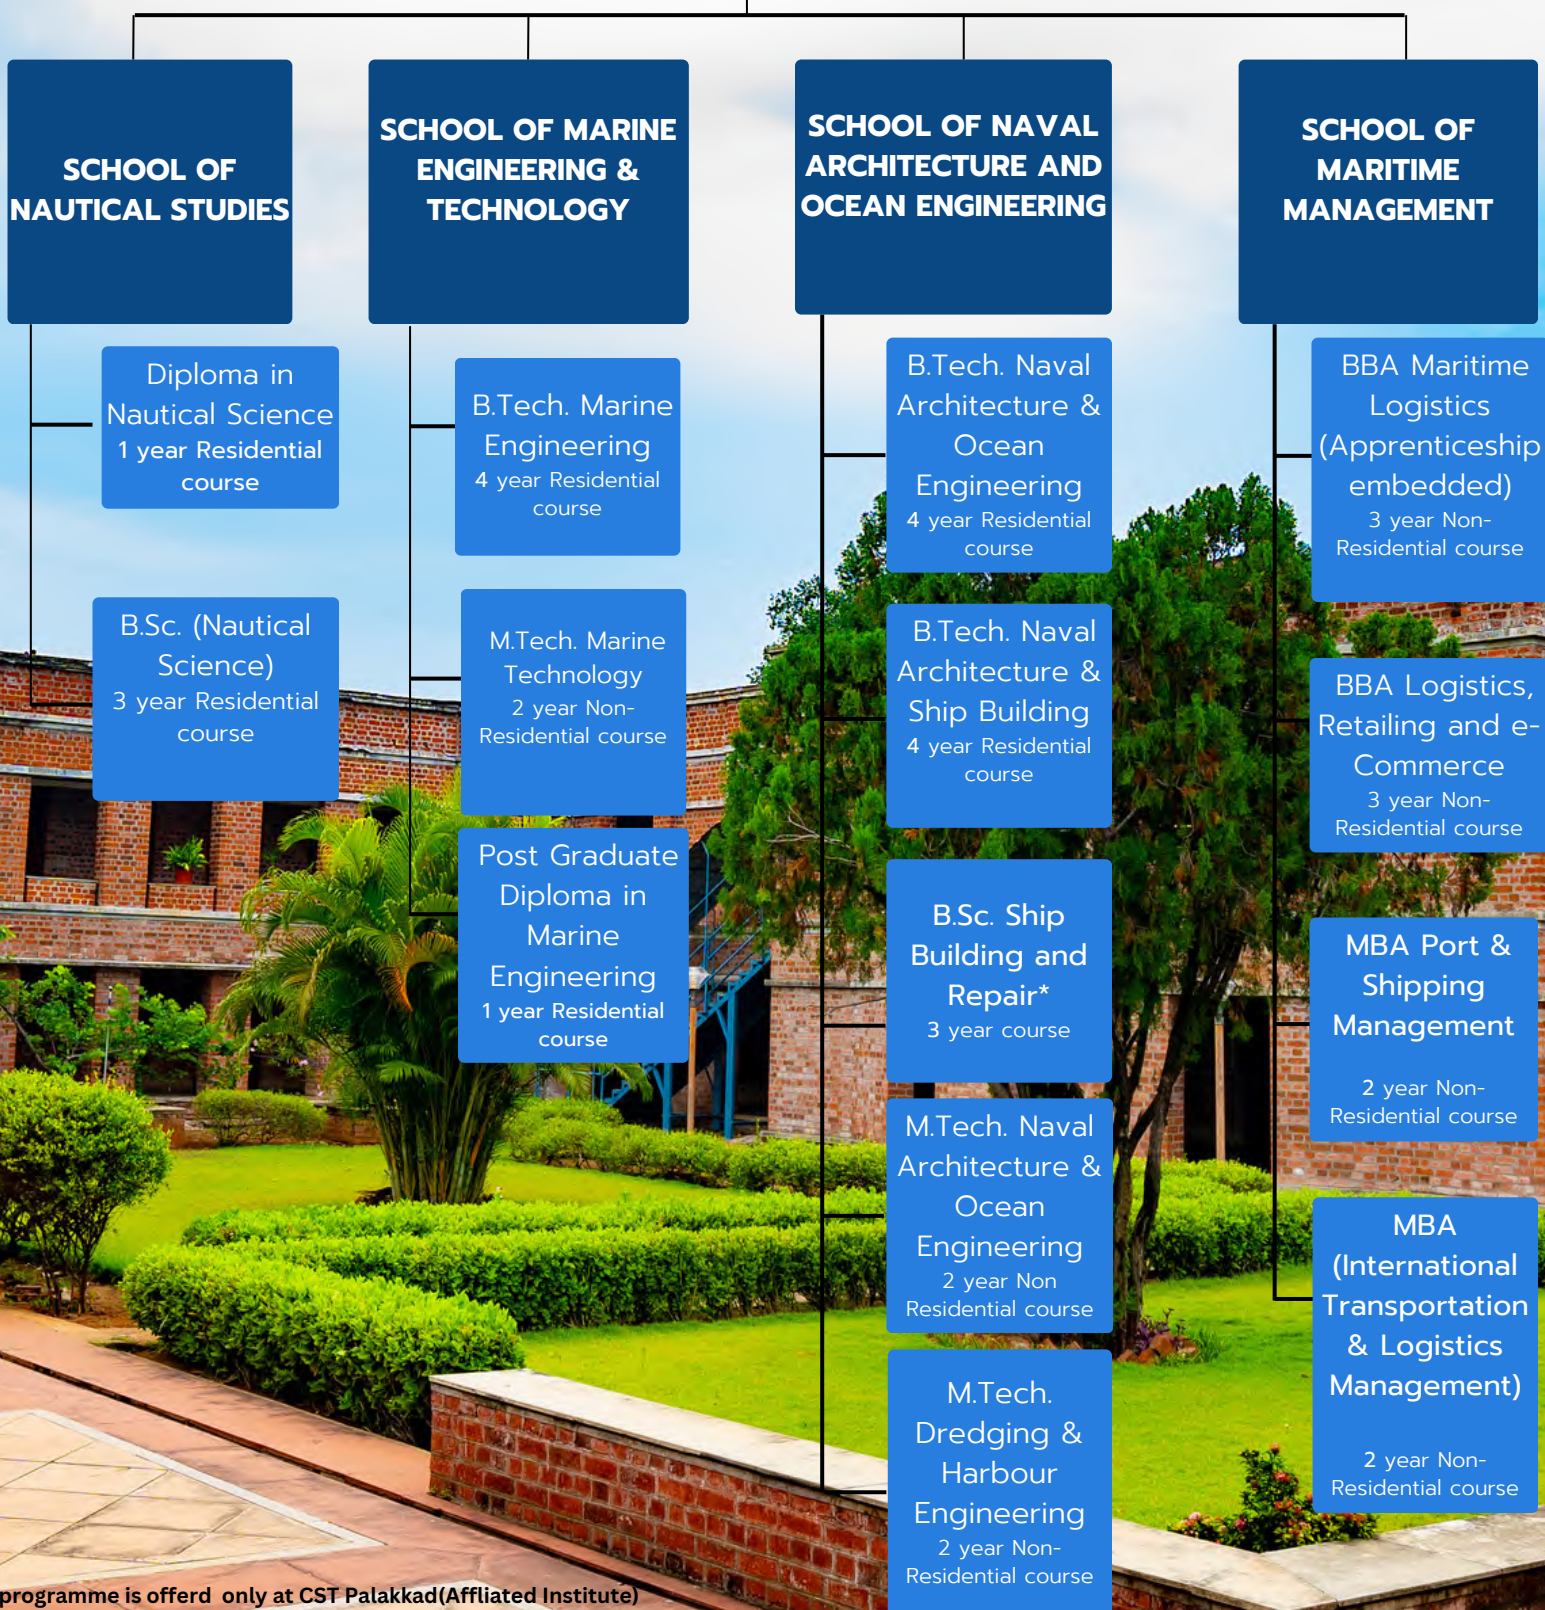 SCHOOL OF
NAUTICAL STUDIES
Diploma in
Nautical Science
1 year Residential
course
B.Sc. (Nautical
Science)
3 year Residential
course
SCHOOL OF MARINE
ENGINEERING &
TECHNOLOGY
B.Tech. Marine
Engineering
4 year Residential
course
M.Tech. Marine
Technology
2 year Non-
Residential course
Post Graduate
Diploma in
Marine
Engineering
1 year Residential
course
SCHOOL OF NAVAL
ARCHITECTURE AND
OCEAN ENGINEERING
B.Tech. Naval
Architecture &
Ocean
Engineering
4 year Residential
course
B.Tech. Naval
Architecture &
Ship Building
4 year Residential
course
B.Sc. Ship
Building and
Repair*
3 year course
M.Tech. Naval
Architecture &
Ocean
Engineering
2 year Non
Residential course
M.Tech.
Dredging &
Harbour
Engineering
2 year Non-
Residential course
SCHOOL OF
MARITIME
MANAGEMENT
BBA Maritime
Logistics
(Apprenticeship
embedded)
3 year Non-
Residential course
BBA Logistics,
Retailing and e-
Commerce
3 year Non-
Residential course
MBA Port &
Shipping
Management
2 year Non-
Residential course
MBA
(International
Transportation
& Logistics
Management)
2 year Non-
Residential course
programme is offerd only at CST Palakkad(Affliated Institute)